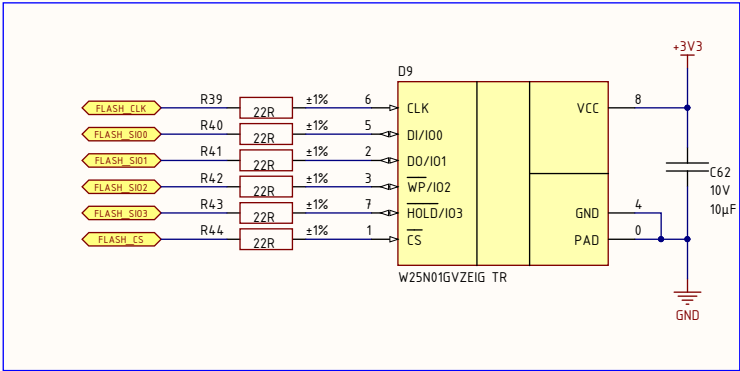 +3V3
D9
FLASH_CLK R39 22R ±1% 6 CLK VCC 8
FLASH_SIO0 R40 22R ±1% 5 DI/IO0
FLASH_SIO1 R41 22R ±1% 2 DO/IO1
FLASH_SIO2 R42 22R ±1% 3 WP/IO2
FLASH_SIO3 R43 22R ±1% 7 HOLD/IO3 GND 4
FLASH_CS R44 22R ±1% 1 CS PAD 0
C62
10V
10µF
W25N01GVZEIG TR
GND